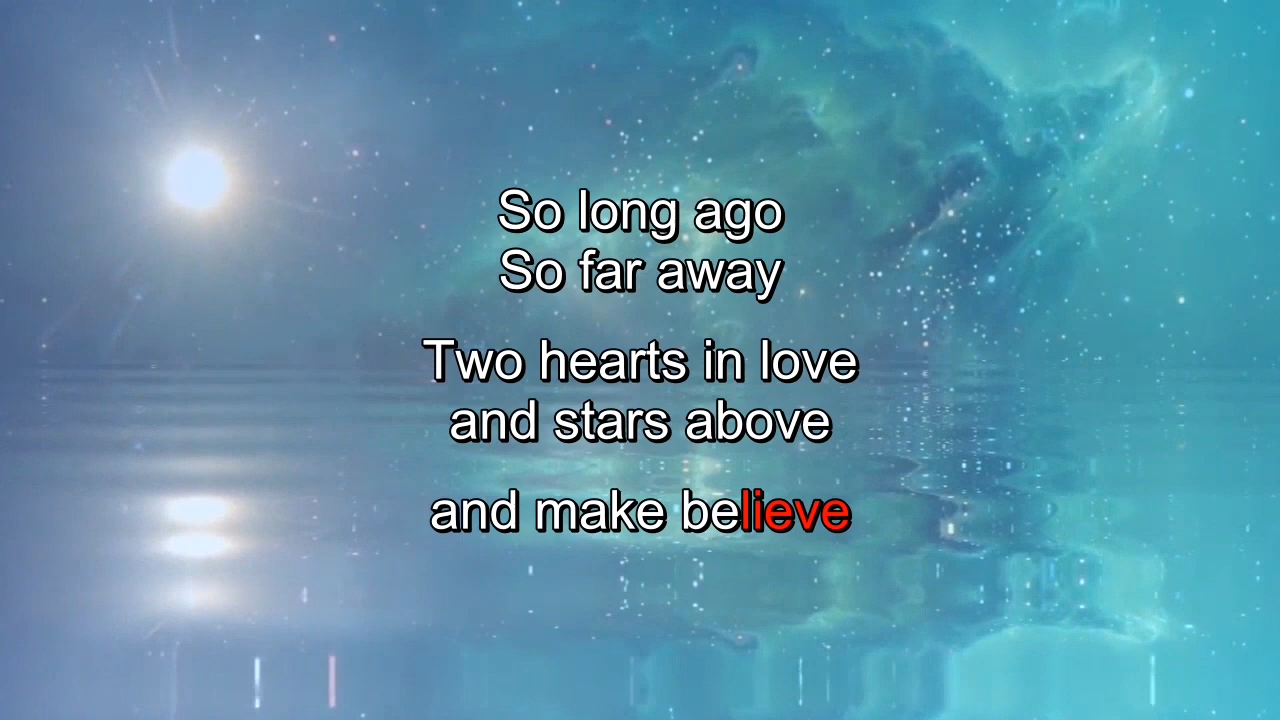 So long ago
So far away
Two hearts in love
and stars above
and make believe